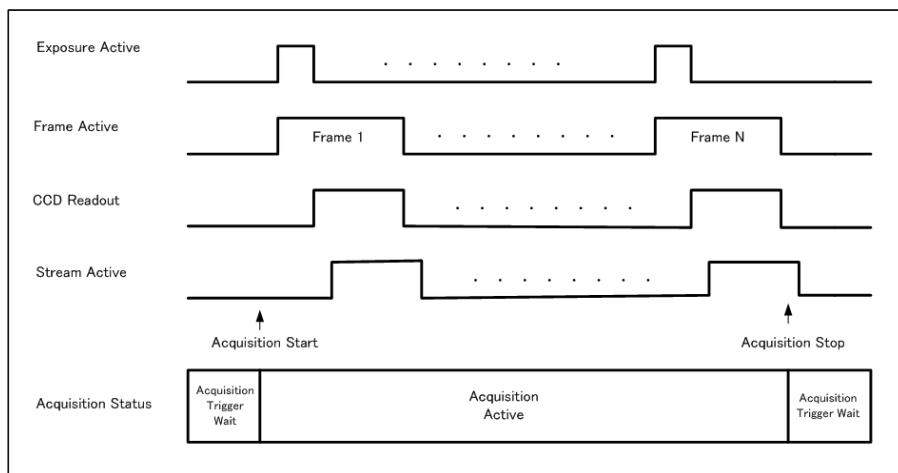 Exposure Active
Frame Active
Frame 1
Frame N
CCD Readout
Stream Active
Acquisition Start
Acquisition Stop
Acquisition Status
Acquisition
Trigger
Wait
Acquisition
Active
Acquisition
Trigger Wait